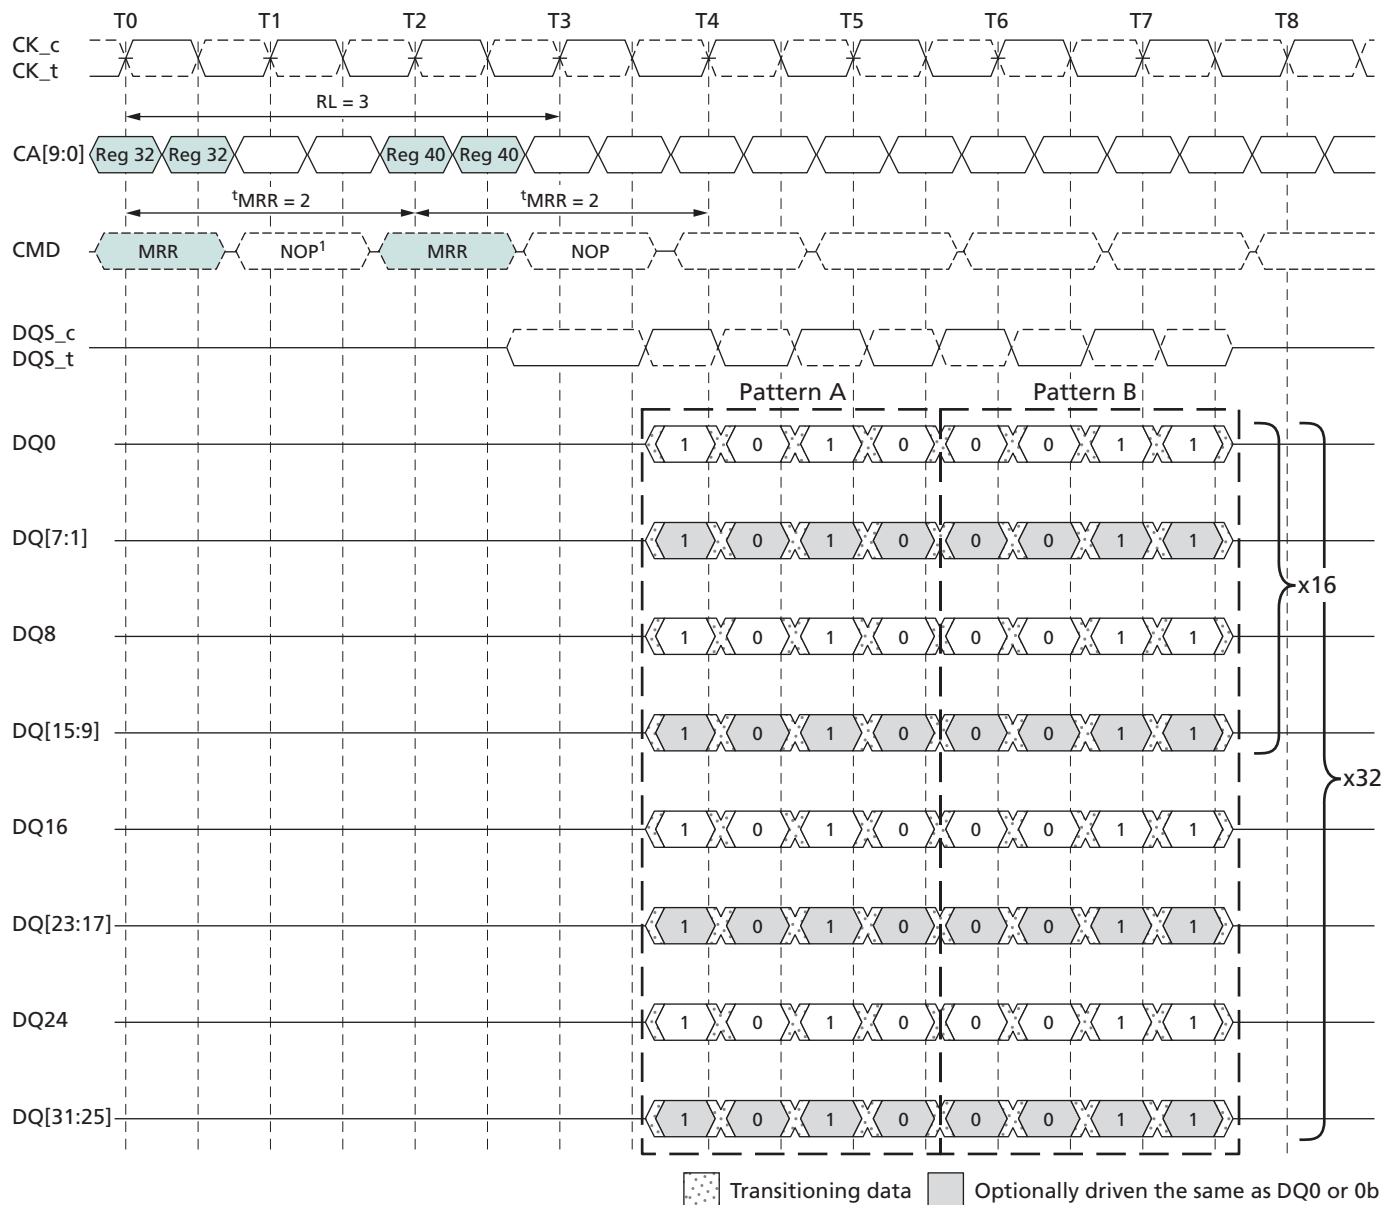 T0 T1 T2 T3 T4 T5 T6 T7 T8
CK_c
CK_t
RL = 3
CA[9:0] Reg 32 Reg 32 Reg 40 Reg 40
tMRR = 2 tMRR = 2
CMD MRR NOP1 MRR NOP
DQS_c
DQS_t
Pattern A Pattern B
DQ0 1 0 1 0 0 0 1 1
DQ[7:1] 1 0 1 0 0 0 1 1
x16
DQ8 1 0 1 0 0 0 1 1
DQ[15:9] 1 0 1 0 0 0 1 1
x32
DQ16 1 0 1 0 0 0 1 1
DQ[23:17] 1 0 1 0 0 0 1 1
DQ24 1 0 1 0 0 0 1 1
DQ[31:25] 1 0 1 0 0 0 1 1
Transitioning data Optionally driven the same as DQ0 or 0b